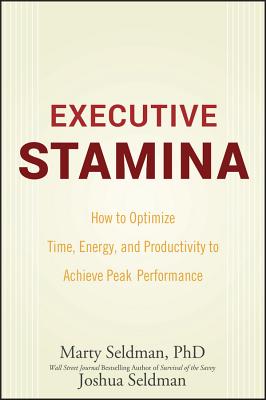 EXECUTIVE
STAMINA
How to Optimize
Time, Energy, and Productivity to
Achieve Peak Performance
Marty Seldman, PhD
Wall Street Journal Bestselling Author of Survival of the Savvy
Joshua Seldman